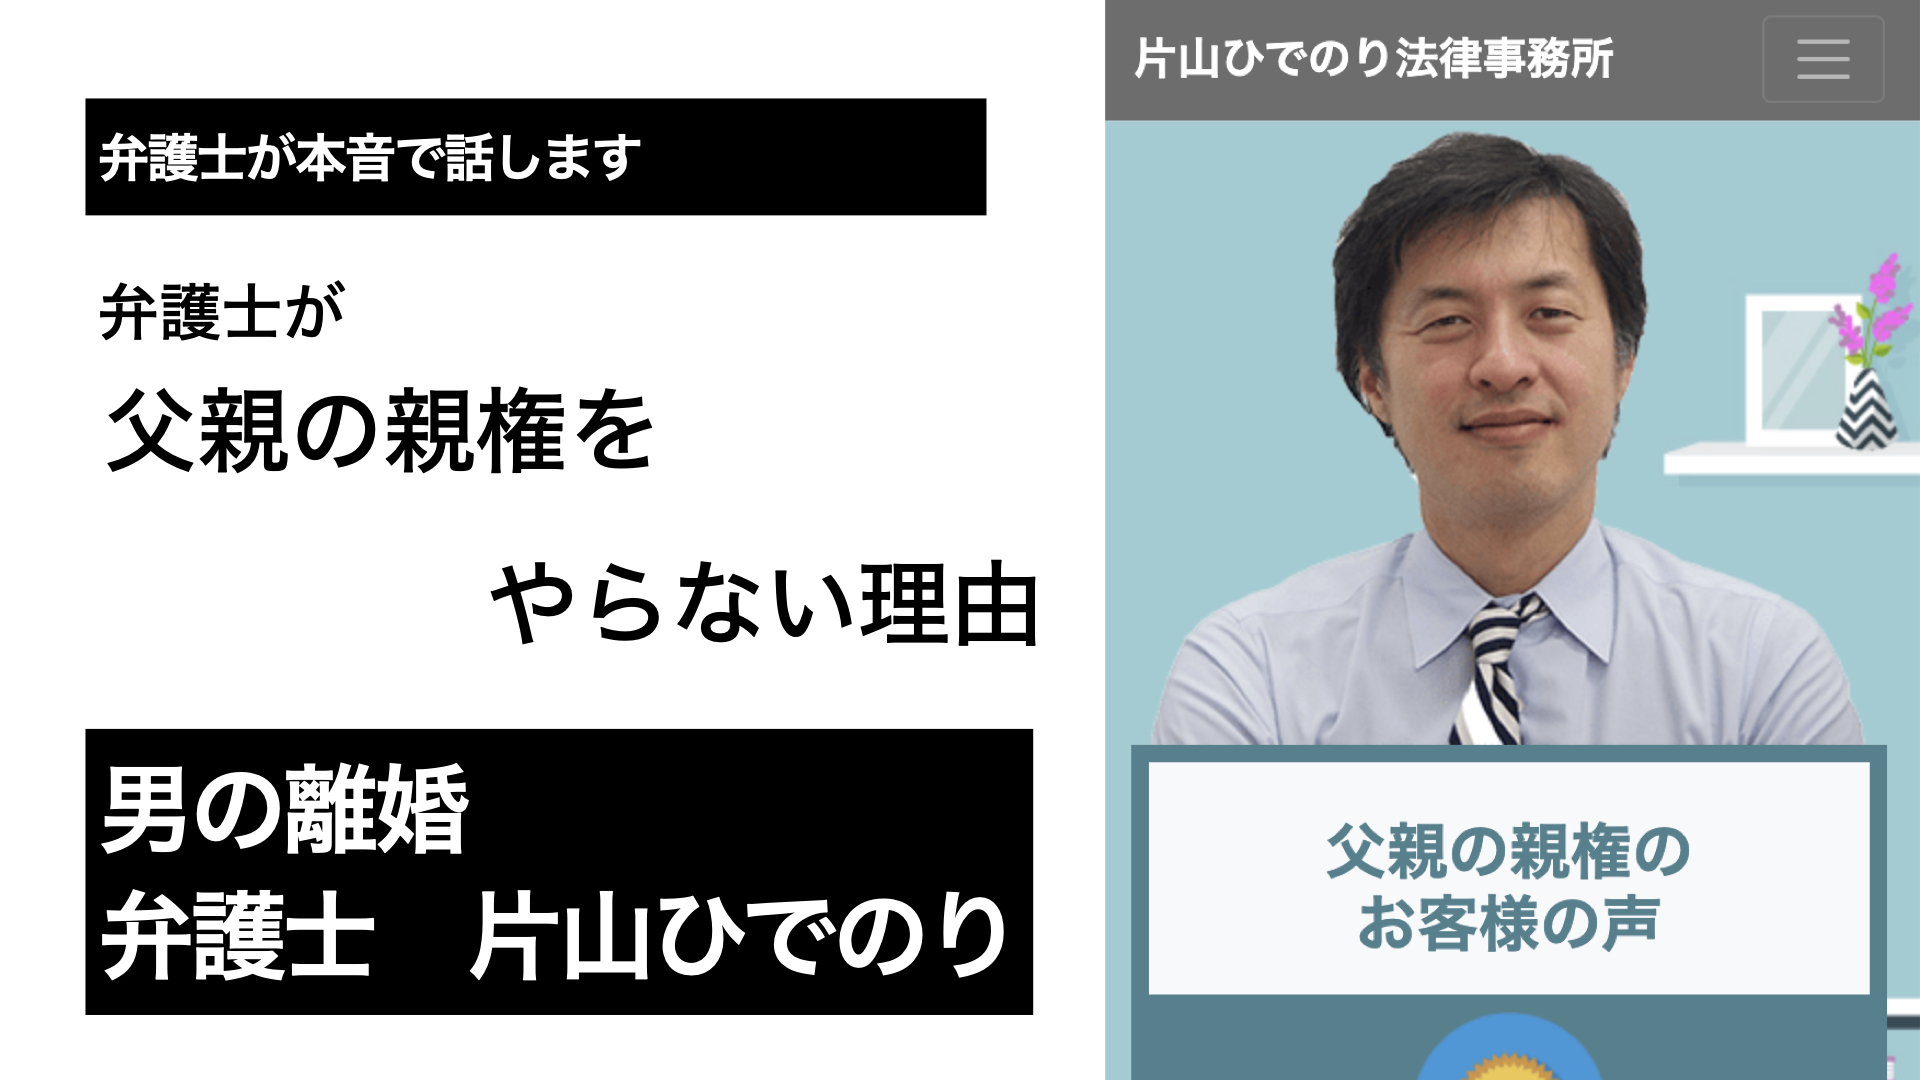 弁護士が本音で話します
弁護士が
父親の親権を
やらない理由
男の離婚
弁護士　片山ひでのり
片山ひでのり法律事務所
父親の親権の
お客様の声